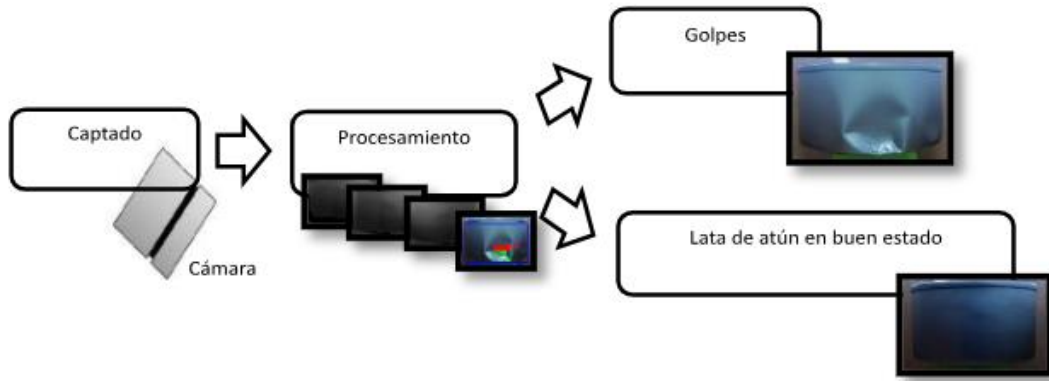 Golpes
Captado
Procesamiento
Cámara
Lata de atún en buen estado